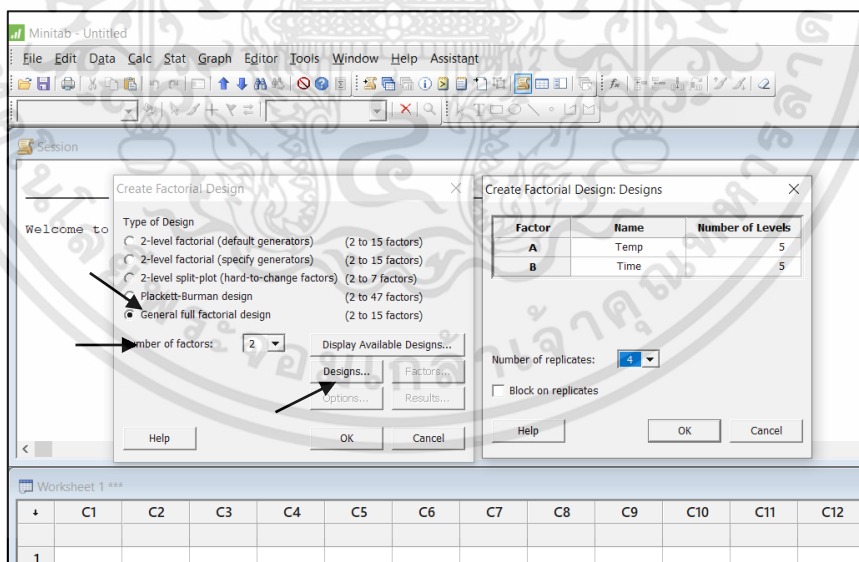 Minitab - Untitled
File Edit Data Calc Stat Graph Editor Tools Window Help Assistant
Session
Welcome to
Create Factorial Design
Type of Design
2-level factorial (default generators) (2 to 15 factors)
2-level factorial (specify generators) (2 to 15 factors)
2-level split-plot (hard-to-change factors) (2 to 7 factors)
Plackett-Burman design (2 to 47 factors)
General full factorial design (2 to 15 factors)
Number of factors: 2 Display Available Designs...
Designs... Factors...
Options... Results...
Help OK Cancel
Create Factorial Design: Designs
Factor Name Number of Levels
A Temp 5
B Time 5
Number of replicates: 4
Block on replicates
Help OK Cancel
Worksheet 1 ***
C1 C2 C3 C4 C5 C6 C7 C8 C9 C10 C11 C12
1